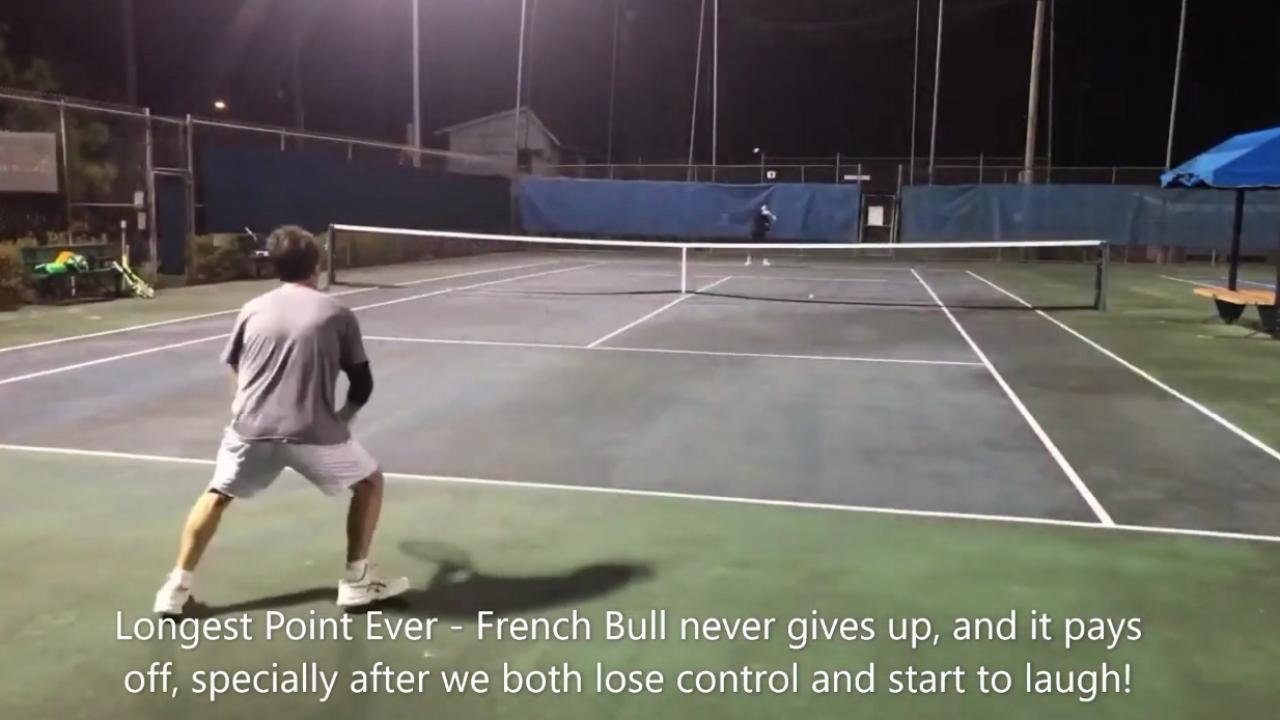 Longest Point Ever - French Bull never gives up, and it pays
off, specially after we both lose control and start to laugh!